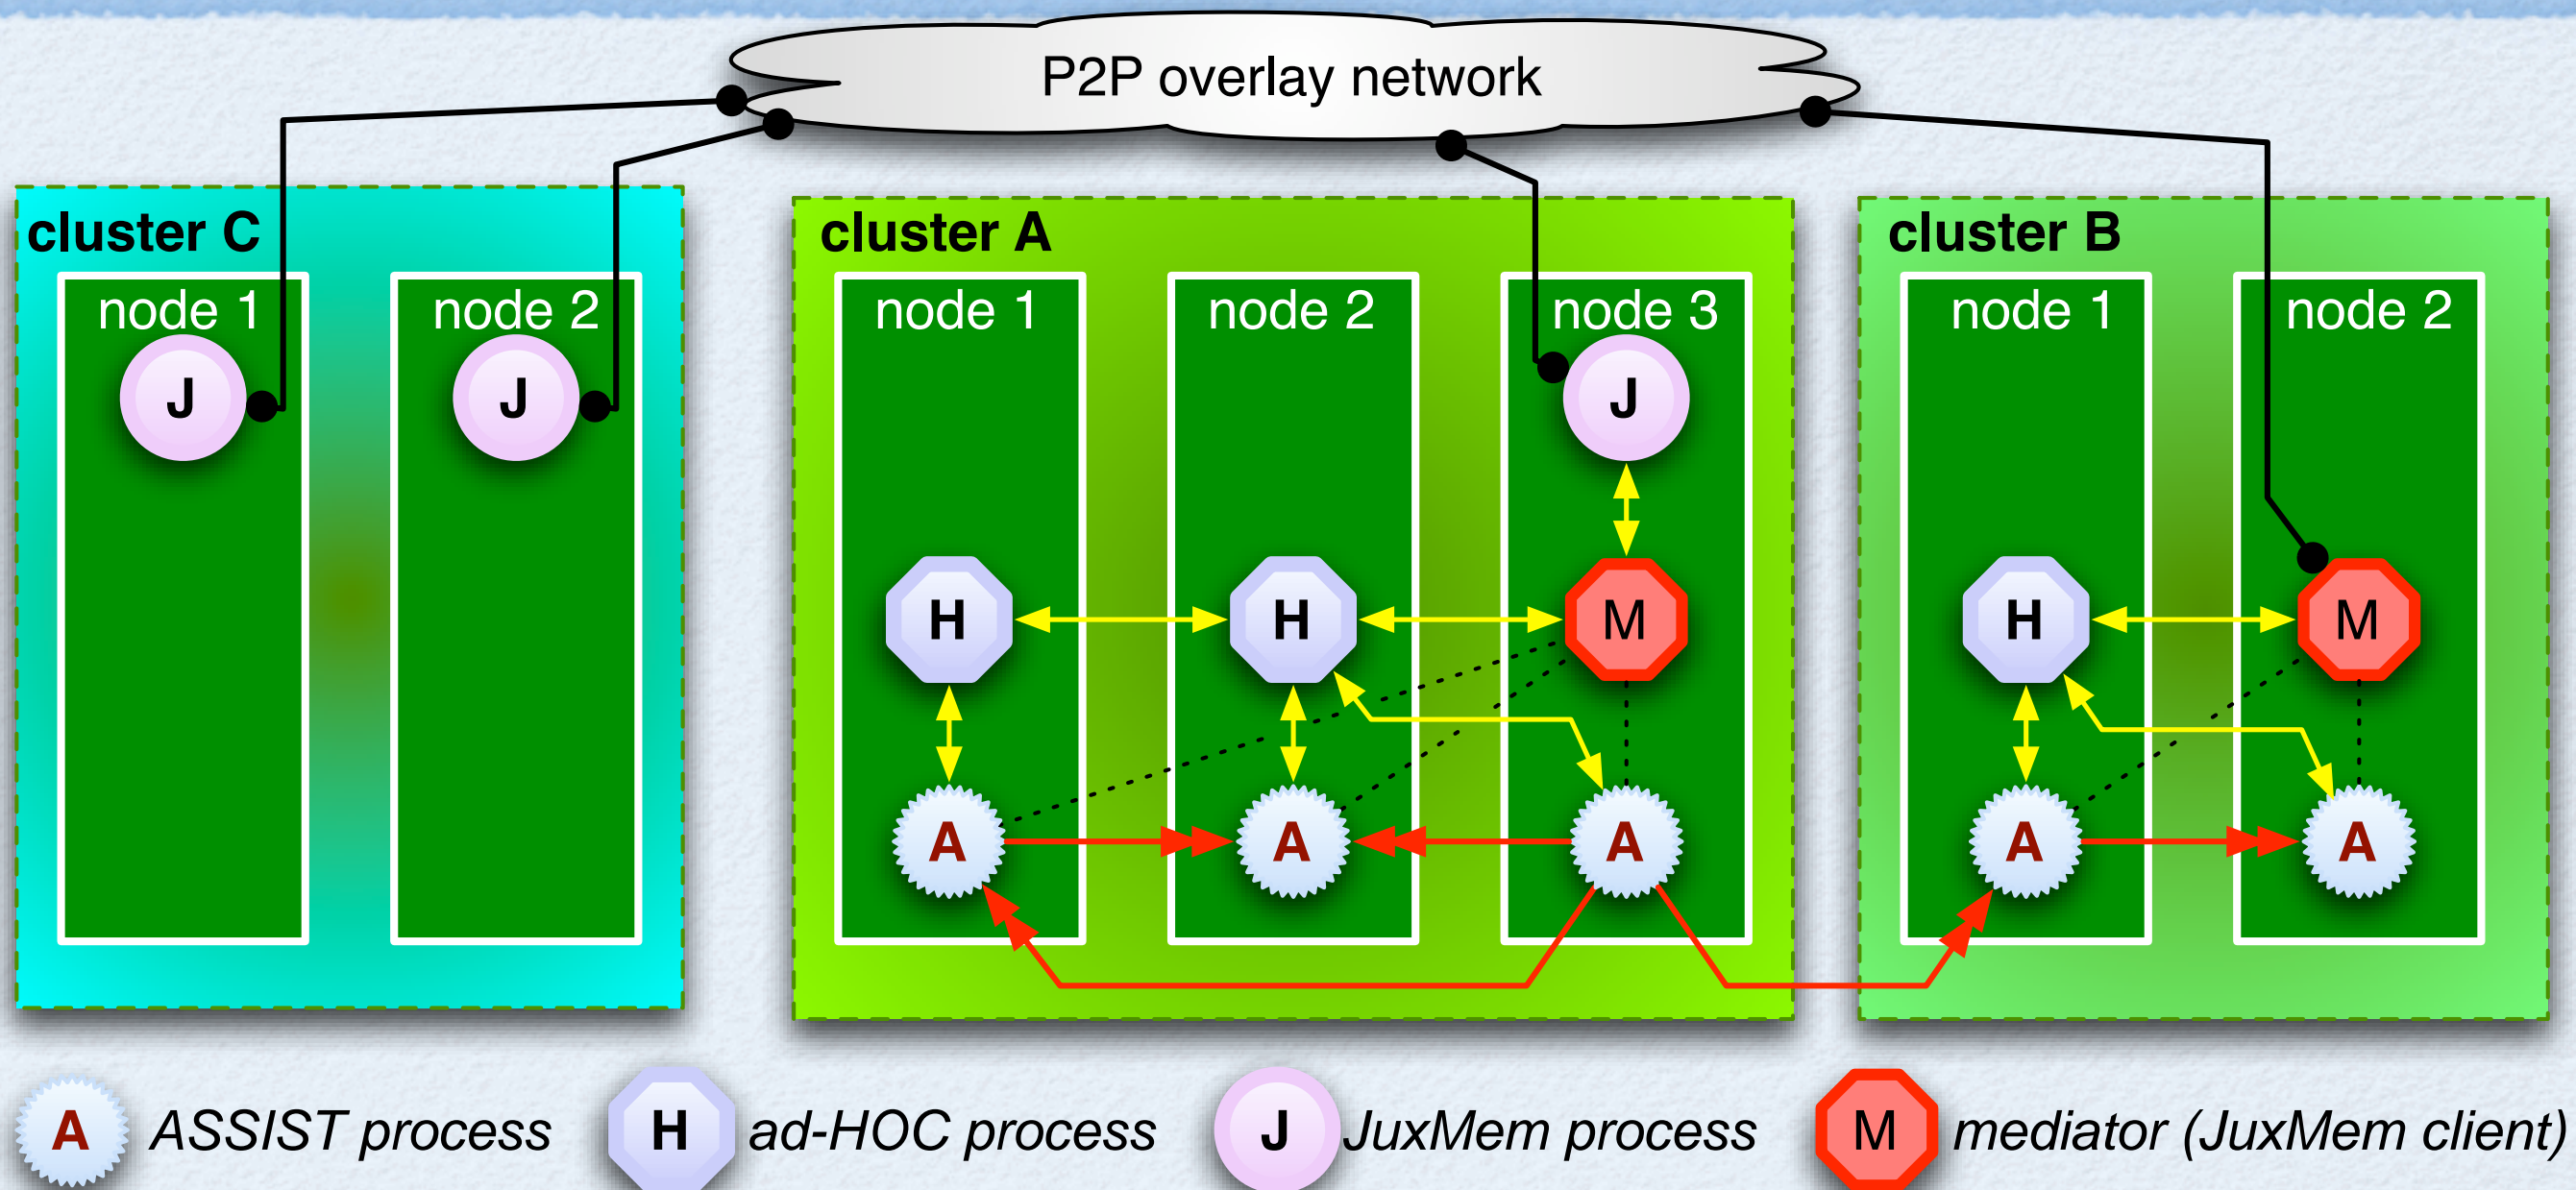 P2P overlay network
cluster C
node 1
J
node 2
J
cluster A
node 1
H
A
node 2
H
A
node 3
J
M
A
cluster B
node 1
H
A
node 2
M
A
A ASSIST process
H ad-HOC process
J JuxMem process
M mediator (JuxMem client)